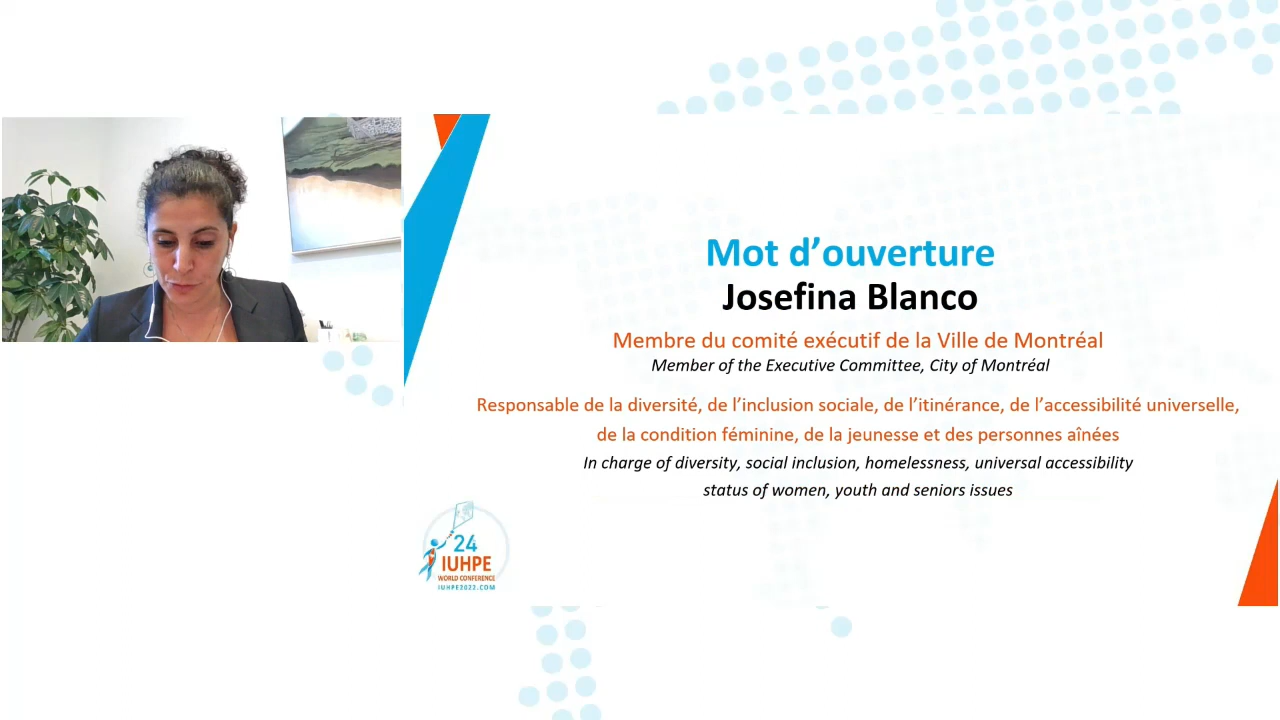 Mot d’ouverture
Josefina Blanco
Membre du comité exécutif de la Ville de Montréal
Member of the Executive Committee, City of Montréal
Responsable de la diversité, de l’inclusion sociale, de l’itinérance, de l’accessibilité universelle,
de la condition féminine, de la jeunesse et des personnes aînées
In charge of diversity, social inclusion, homelessness, universal accessibility
status of women, youth and seniors issues
24
IUHPE
WORLD CONFERENCE
IUHPE2022.COM